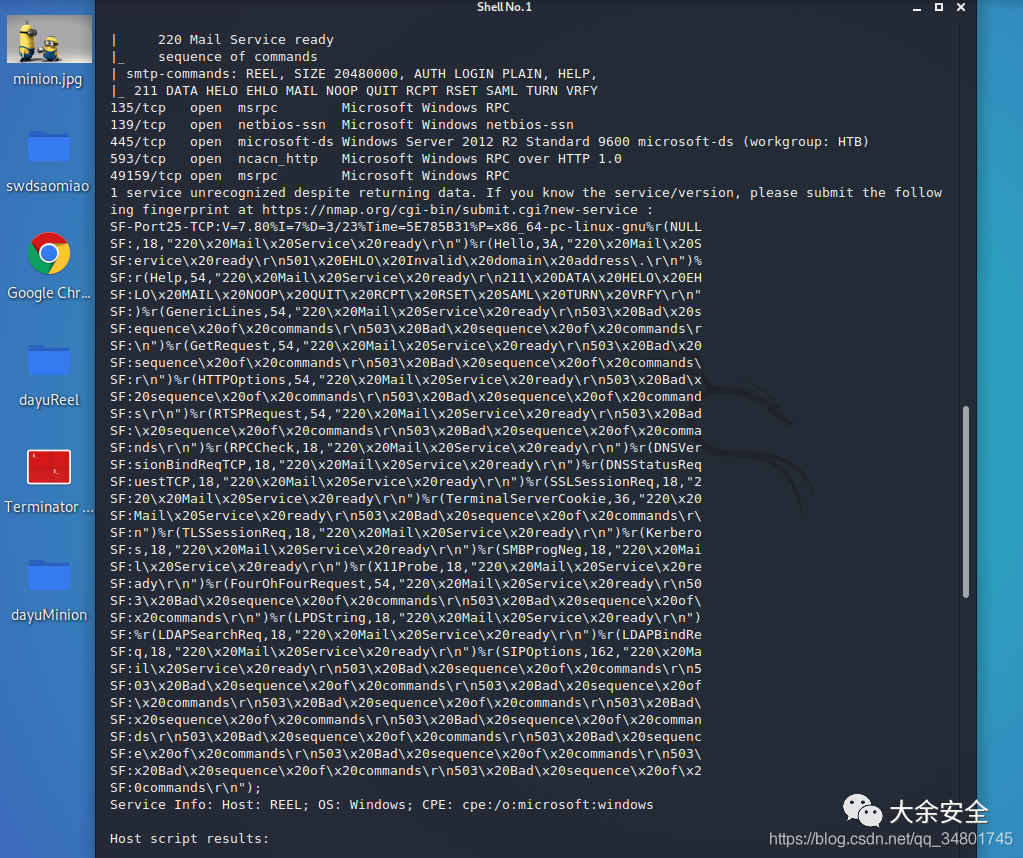 Shell No.1
minion.jpg
swdsaomiao
Google Chr...
dayuReel
Terminator ...
dayuMinion
|     220 Mail Service ready
|_    sequence of commands
| smtp-commands: REEL, SIZE 20480000, AUTH LOGIN PLAIN, HELP,
|_ 211 DATA HELO EHLO MAIL NOOP QUIT RCPT RSET SAML TURN VRFY
135/tcp   open  msrpc        Microsoft Windows RPC
139/tcp   open  netbios-ssn  Microsoft Windows netbios-ssn
445/tcp   open  microsoft-ds Windows Server 2012 R2 Standard 9600 microsoft-ds (workgroup: HTB)
593/tcp   open  ncacn_http   Microsoft Windows RPC over HTTP 1.0
49159/tcp open  msrpc        Microsoft Windows RPC
1 service unrecognized despite returning data. If you know the service/version, please submit the follow
ing fingerprint at https://nmap.org/cgi-bin/submit.cgi?new-service :
SF-Port25-TCP:V=7.80%I=7%D=3/23%Time=5E785B31%P=x86_64-pc-linux-gnu%r(NULL
SF:,18,"220\x20Mail\x20Service\x20ready\r\n")%r(Hello,3A,"220\x20Mail\x20S
SF:ervice\x20ready\r\n501\x20EHLO\x20Invalid\x20domain\x20address\.\r\n")%
SF:r(Help,54,"220\x20Mail\x20Service\x20ready\r\n211\x20DATA\x20HELO\x20EH
SF:LO\x20MAIL\x20NOOP\x20QUIT\x20RCPT\x20RSET\x20SAML\x20TURN\x20VRFY\r\n"
SF:)%r(GenericLines,54,"220\x20Mail\x20Service\x20ready\r\n503\x20Bad\x20s
SF:equence\x20of\x20commands\r\n503\x20Bad\x20sequence\x20of\x20commands\r
SF:\n")%r(GetRequest,54,"220\x20Mail\x20Service\x20ready\r\n503\x20Bad\x20
SF:sequence\x20of\x20commands\r\n503\x20Bad\x20sequence\x20of\x20commands\
SF:r\n")%r(HTTPOptions,54,"220\x20Mail\x20Service\x20ready\r\n503\x20Bad\x
SF:20sequence\x20of\x20commands\r\n503\x20Bad\x20sequence\x20of\x20command
SF:s\r\n")%r(RTSPRequest,54,"220\x20Mail\x20Service\x20ready\r\n503\x20Bad
SF:\x20sequence\x20of\x20commands\r\n503\x20Bad\x20sequence\x20of\x20comma
SF:nds\r\n")%r(RPCCheck,18,"220\x20Mail\x20Service\x20ready\r\n")%r(DNSVer
SF:sionBindReqTCP,18,"220\x20Mail\x20Service\x20ready\r\n")%r(DNSStatusReq
SF:uestTCP,18,"220\x20Mail\x20Service\x20ready\r\n")%r(SSLSessionReq,18,"2
SF:20\x20Mail\x20Service\x20ready\r\n")%r(TerminalServerCookie,36,"220\x20
SF:Mail\x20Service\x20ready\r\n503\x20Bad\x20sequence\x20of\x20commands\r\
SF:n")%r(TLSSessionReq,18,"220\x20Mail\x20Service\x20ready\r\n")%r(Kerbero
SF:s,18,"220\x20Mail\x20Service\x20ready\r\n")%r(SMBProgNeg,18,"220\x20Mai
SF:l\x20Service\x20ready\r\n")%r(X11Probe,18,"220\x20Mail\x20Service\x20re
SF:ady\r\n")%r(FourOhFourRequest,54,"220\x20Mail\x20Service\x20ready\r\n50
SF:3\x20Bad\x20sequence\x20of\x20commands\r\n503\x20Bad\x20sequence\x20of\
SF:x20commands\r\n")%r(LPDString,18,"220\x20Mail\x20Service\x20ready\r\n")
SF:%r(LDAPSearchReq,18,"220\x20Mail\x20Service\x20ready\r\n")%r(LDAPBindRe
SF:q,18,"220\x20Mail\x20Service\x20ready\r\n")%r(SIPOptions,162,"220\x20Ma
SF:il\x20Service\x20ready\r\n503\x20Bad\x20sequence\x20of\x20commands\r\n5
SF:03\x20Bad\x20sequence\x20of\x20commands\r\n503\x20Bad\x20sequence\x20of
SF:\x20commands\r\n503\x20Bad\x20sequence\x20of\x20commands\r\n503\x20Bad\
SF:x20sequence\x20of\x20commands\r\n503\x20Bad\x20sequence\x20of\x20comman
SF:ds\r\n503\x20Bad\x20sequence\x20of\x20commands\r\n503\x20Bad\x20sequenc
SF:e\x20of\x20commands\r\n503\x20Bad\x20sequence\x20of\x20commands\r\n503\
SF:x20Bad\x20sequence\x20of\x20commands\r\n503\x20Bad\x20sequence\x20of\x2
SF:0commands\r\n");
Service Info: Host: REEL; OS: Windows; CPE: cpe:/o:microsoft:windows
Host script results:
大余安全
https://blog.csdn.net/qq_34801745